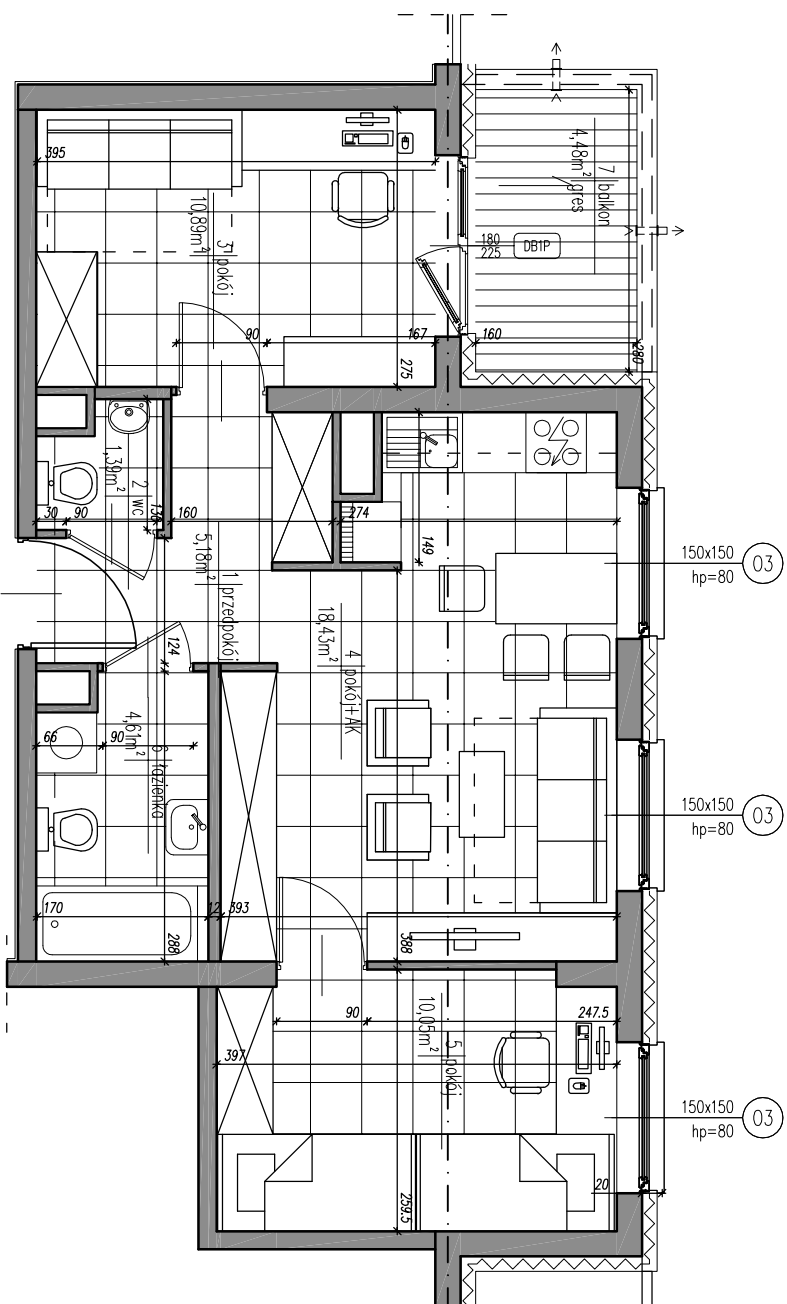 7 balkon
4,48m² gres
395
3 pokój
10,89m²
180
225
DB1P
90
167
275
160
280
2 wc
1,39m²
30
90
136
160
274
149
150x150
hp=80
03
1 przedpokój
5,18m²
124
4 pokój+AK
18,43m²
66
90
6 łazienka
4,61m²
150x150
hp=80
03
170
12
393
288
388
90
247.5
5 pokój
10,05m²
397
150x150
hp=80
03
20
259.5